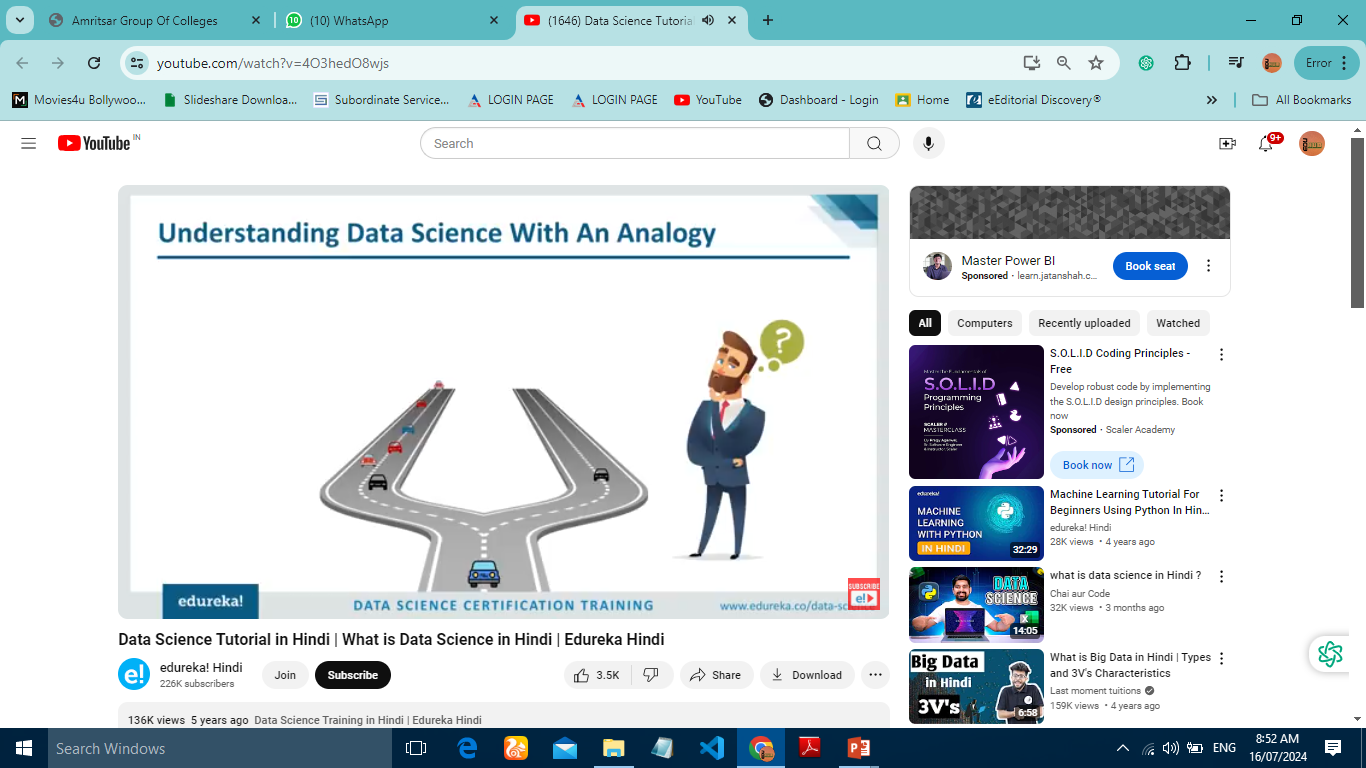 Amritsar Group Of Colleges
(10) WhatsApp
(1646) Data Science Tutorial
youtube.com/watch?v=4O3hedO8wjs
Error
Movies4u Bollywoo...
Slideshare Downloa...
Subordinate Service...
LOGIN PAGE
LOGIN PAGE
YouTube
Dashboard - Login
Home
eEditorial Discovery®
All Bookmarks
YouTube IN
Search
9+
Understanding Data Science With An Analogy
?
edureka!
DATA SCIENCE CERTIFICATION TRAINING
www.edureka.co/data-science
SUBSCRIBE
e!
Data Science Tutorial in Hindi | What is Data Science in Hindi | Edureka Hindi
e!
edureka! Hindi
226K subscribers
Join
Subscribe
3.5K
Share
Download
136K views 5 years ago Data Science Training in Hindi | Edureka Hindi
Master Power BI
Sponsored · learn.jatanshah.c...
Book seat
All
Computers
Recently uploaded
Watched
Master the Fundamentals of
S.O.L.I.D
Programming
Principles
SCALER
MASTERCLASS
S.O.L.I.D Coding Principles -
Free
Develop robust code by implementing
the S.O.L.I.D design principles. Book
now
Sponsored · Scaler Academy
Book now
edureka!
MACHINE
LEARNING
WITH PYTHON
IN HINDI
32:29
Machine Learning Tutorial For
Beginners Using Python In Hin...
edureka! Hindi
28K views • 4 years ago
DATA
SCIENCE
14:05
what is data science in Hindi ?
Chai aur Code
32K views • 3 months ago
Big Data
in Hindi
3V's
6:58
What is Big Data in Hindi | Types
and 3V's Characteristics
Last moment tuitions
159K views • 4 years ago
Search Windows
ENG
8:52 AM
16/07/2024